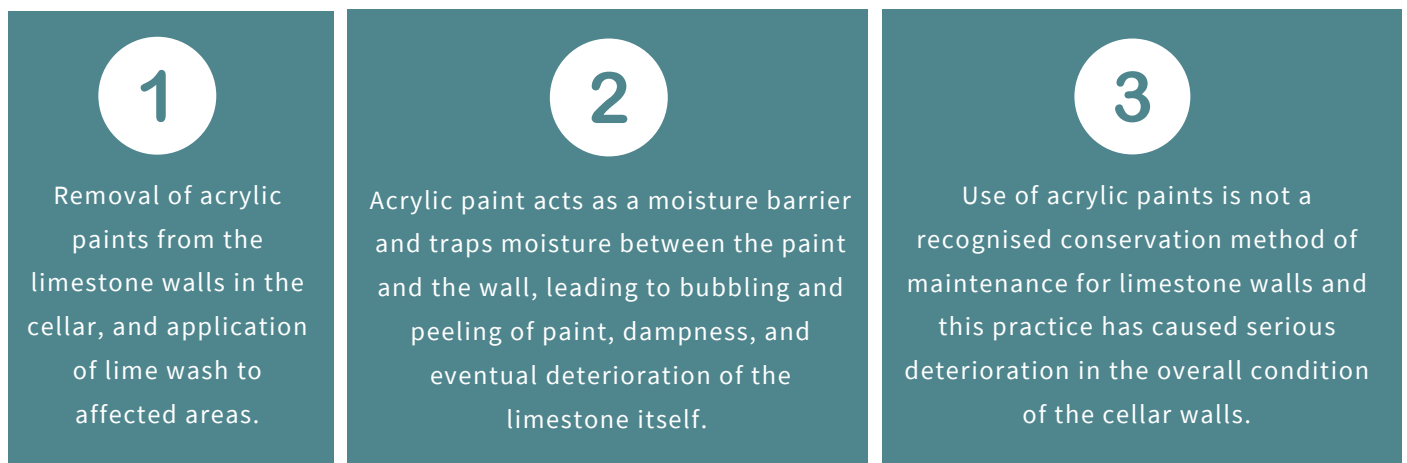 1
Removal of acrylic
paints from the
limestone walls in the
cellar, and application
of lime wash to
affected areas.
2
Acrylic paint acts as a moisture barrier
and traps moisture between the paint
and the wall, leading to bubbling and
peeling of paint, dampness, and
eventual deterioration of the
limestone itself.
3
Use of acrylic paints is not a
recognised conservation method of
maintenance for limestone walls and
this practice has caused serious
deterioration in the overall condition
of the cellar walls.